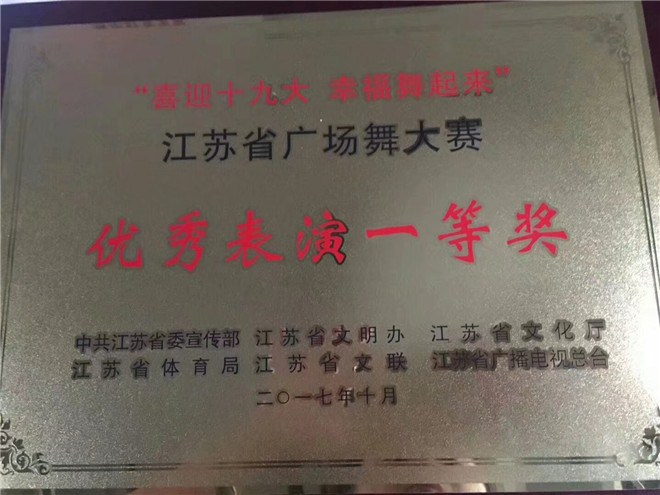 “喜迎十九大 幸福舞起来”
江苏省广场舞大赛
优秀表演一等奖
中共江苏省委宣传部 江苏省文明办 江苏省文化厅
江苏省体育局 江苏省文联 江苏省广播电视总台
二〇一七年十月